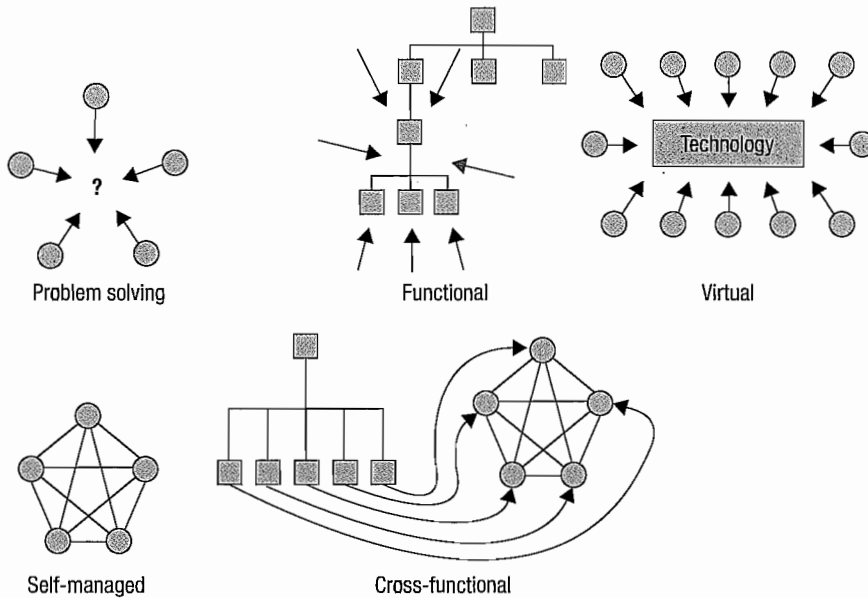 Technology
?
Problem solving
Functional
Virtual
Self-managed
Cross-functional